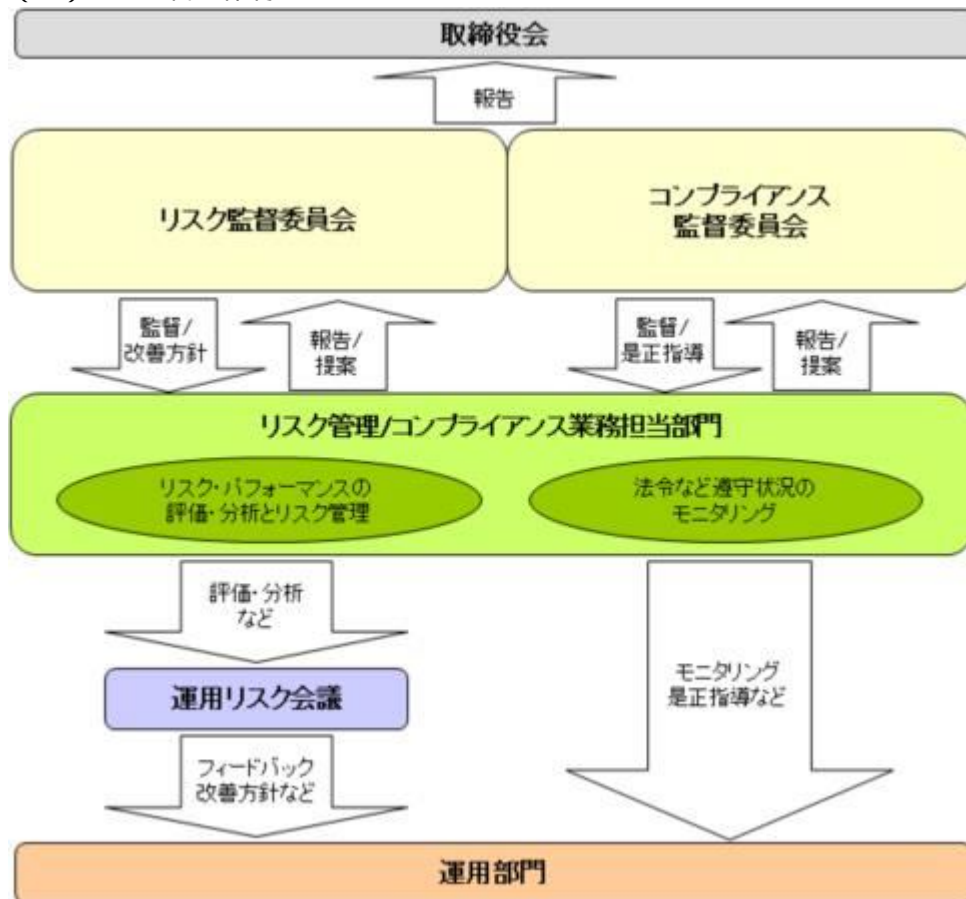 取締役会
報告
リスク監督委員会
コンプライアンス
監督委員会
監督/
改善方針
報告/
提案
監督/
是正指導
報告/
提案
リスク管理/コンプライアンス業務担当部門
リスク・パフォーマンスの
評価・分析とリスク管理
法令など遵守状況の
モニタリング
評価・分析
など
運用リスク会議
モニタリング
是正指導など
フィードバック
改善方針など
運用部門